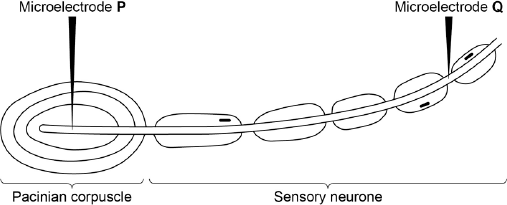 Microelectrode P
Microelectrode Q
Pacinian corpuscle
Sensory neurone